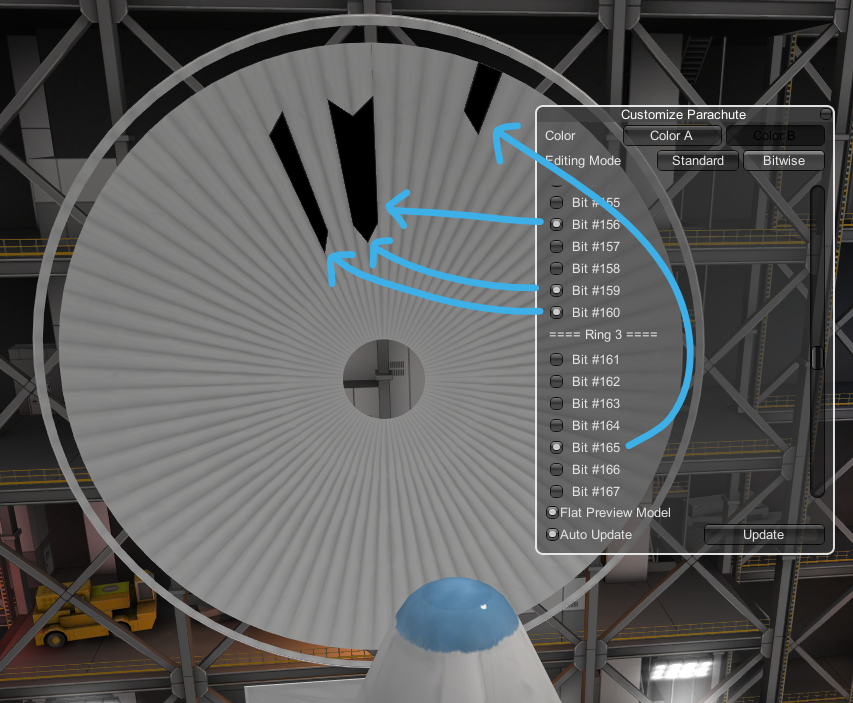 Customize Parachute
Color Color A Color B
Editing Mode Standard Bitwise
Bit #155
Bit #156
Bit #157
Bit #158
Bit #159
Bit #160
==== Ring 3 ====
Bit #161
Bit #162
Bit #163
Bit #164
Bit #165
Bit #166
Bit #167
Flat Preview Model
Auto Update Update